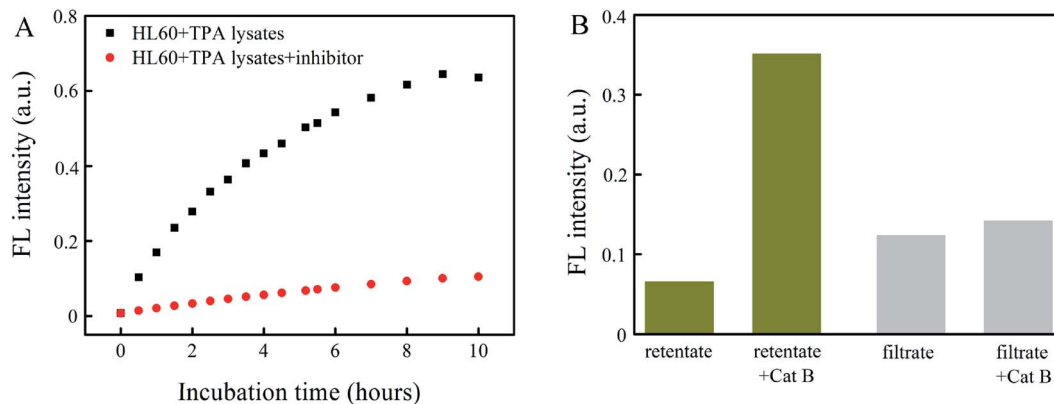 A
HL60+TPA lysates
HL60+TPA lysates+inhibitor
FL intensity (a.u.)
0.8
0.6
0.4
0.2
0
0
2
4
6
8
10
Incubation time (hours)
B
FL intensity (a.u.)
0.4
0.3
0.2
0.1
0
retentate
retentate
+Cat B
filtrate
filtrate
+Cat B